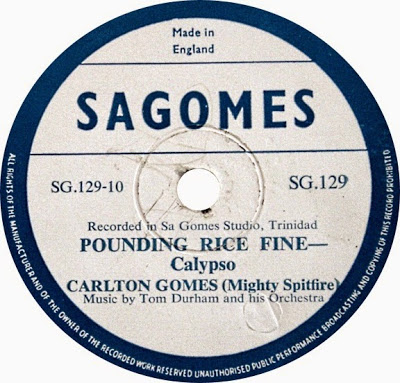 Made in
England
SAGOMES
SG.129-10
SG.129
Recorded in Sa Gomes Studio, Trinidad
POUNDING RICE FINE—
Calypso
CARLTON GOMES (Mighty Spitfire)
Music by Tom Durham and his Orchestra
ALL RIGHTS OF THE MANUFACTURER AND OF THE OWNER OF THE RECORDED WORK RESERVED UNAUTHORISED PUBLIC PERFORMANCE BROADCASTING AND COPYING OF THIS RECORD PROHIBITED